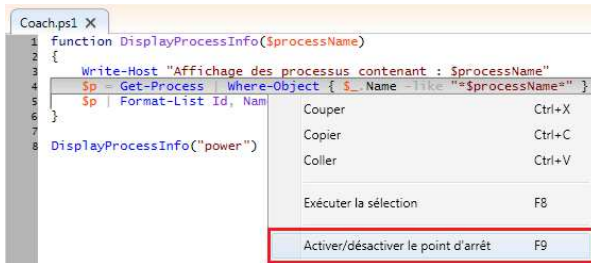 Coach.ps1 X
1 function DisplayProcessInfo($processName)
2 {
3 Write-Host "Affichage des processus contenant : $processName"
4 $p = Get-Process | Where-Object { $_.Name -like "*$processName*" }
5 $p | Format-List Id, Nam
6 }
7
8 DisplayProcessInfo("power")
Couper Ctrl+X
Copier Ctrl+C
Coller Ctrl+V
Exécuter la sélection F8
Activer/désactiver le point d'arrêt F9